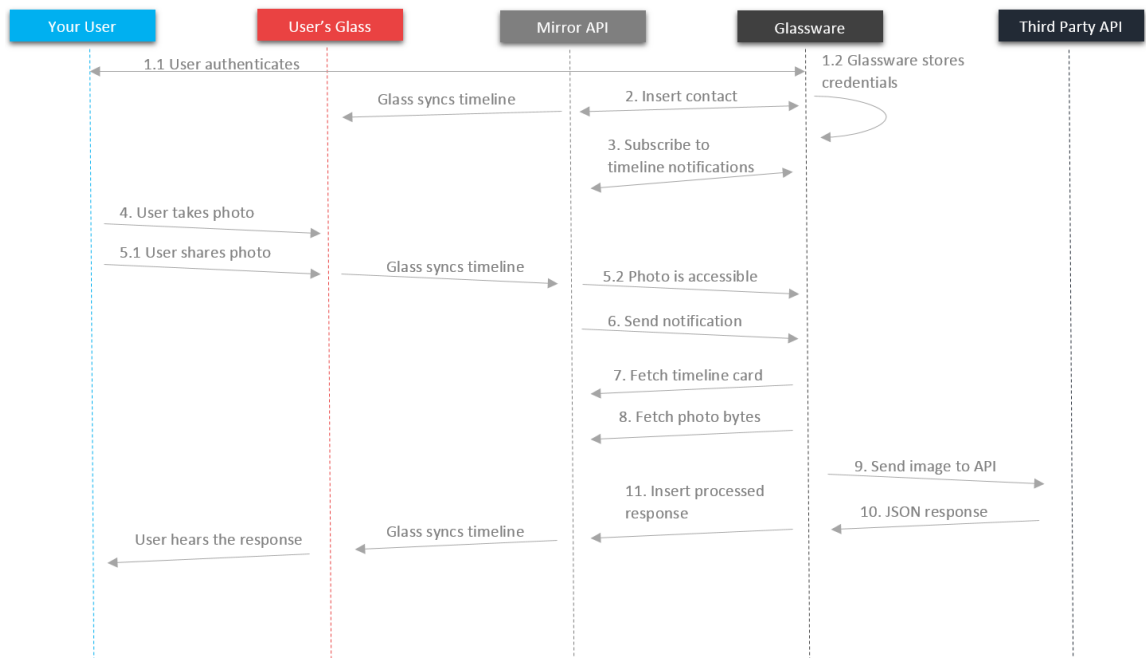 Your User
User's Glass
Mirror API
Glassware
Third Party API
1.1 User authenticates
1.2 Glassware stores
credentials
Glass syncs timeline
2. Insert contact
3. Subscribe to
timeline notifications
4. User takes photo
5.1 User shares photo
Glass syncs timeline
5.2 Photo is accessible
6. Send notification
7. Fetch timeline card
8. Fetch photo bytes
9. Send image to API
10. JSON response
11. Insert processed
response
Glass syncs timeline
User hears the response